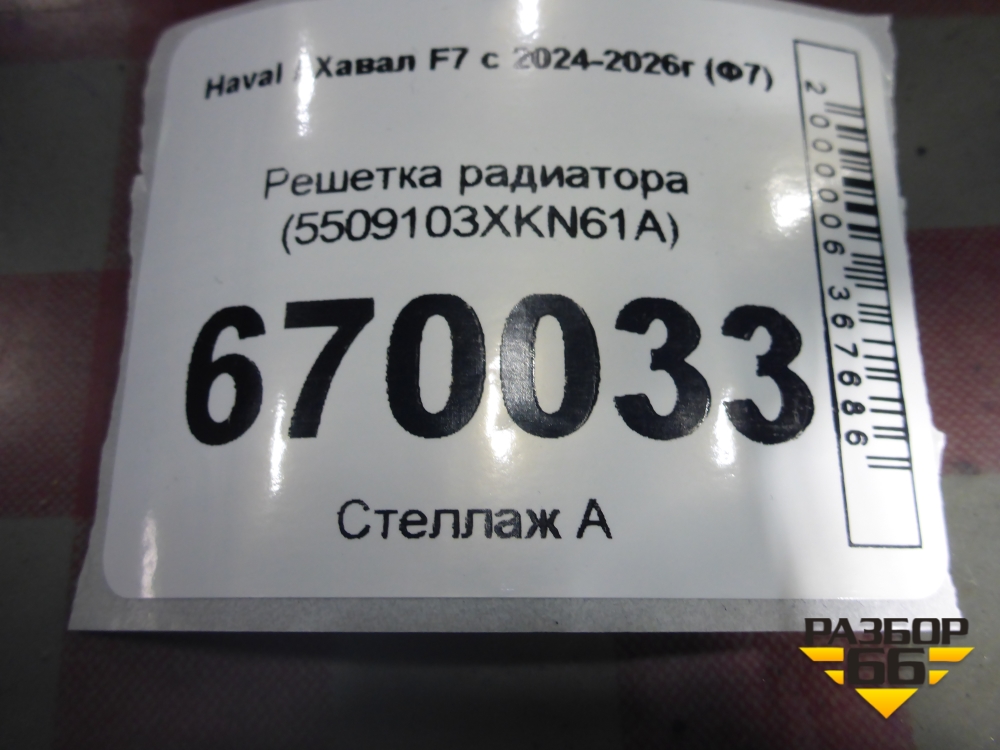 Haval / Хавал F7 с 2024-2026г (Ф7)
Решетка радиатора
(5509103XKN61A)
670033
Стеллаж А
2000006367686
РАЗБОР
66